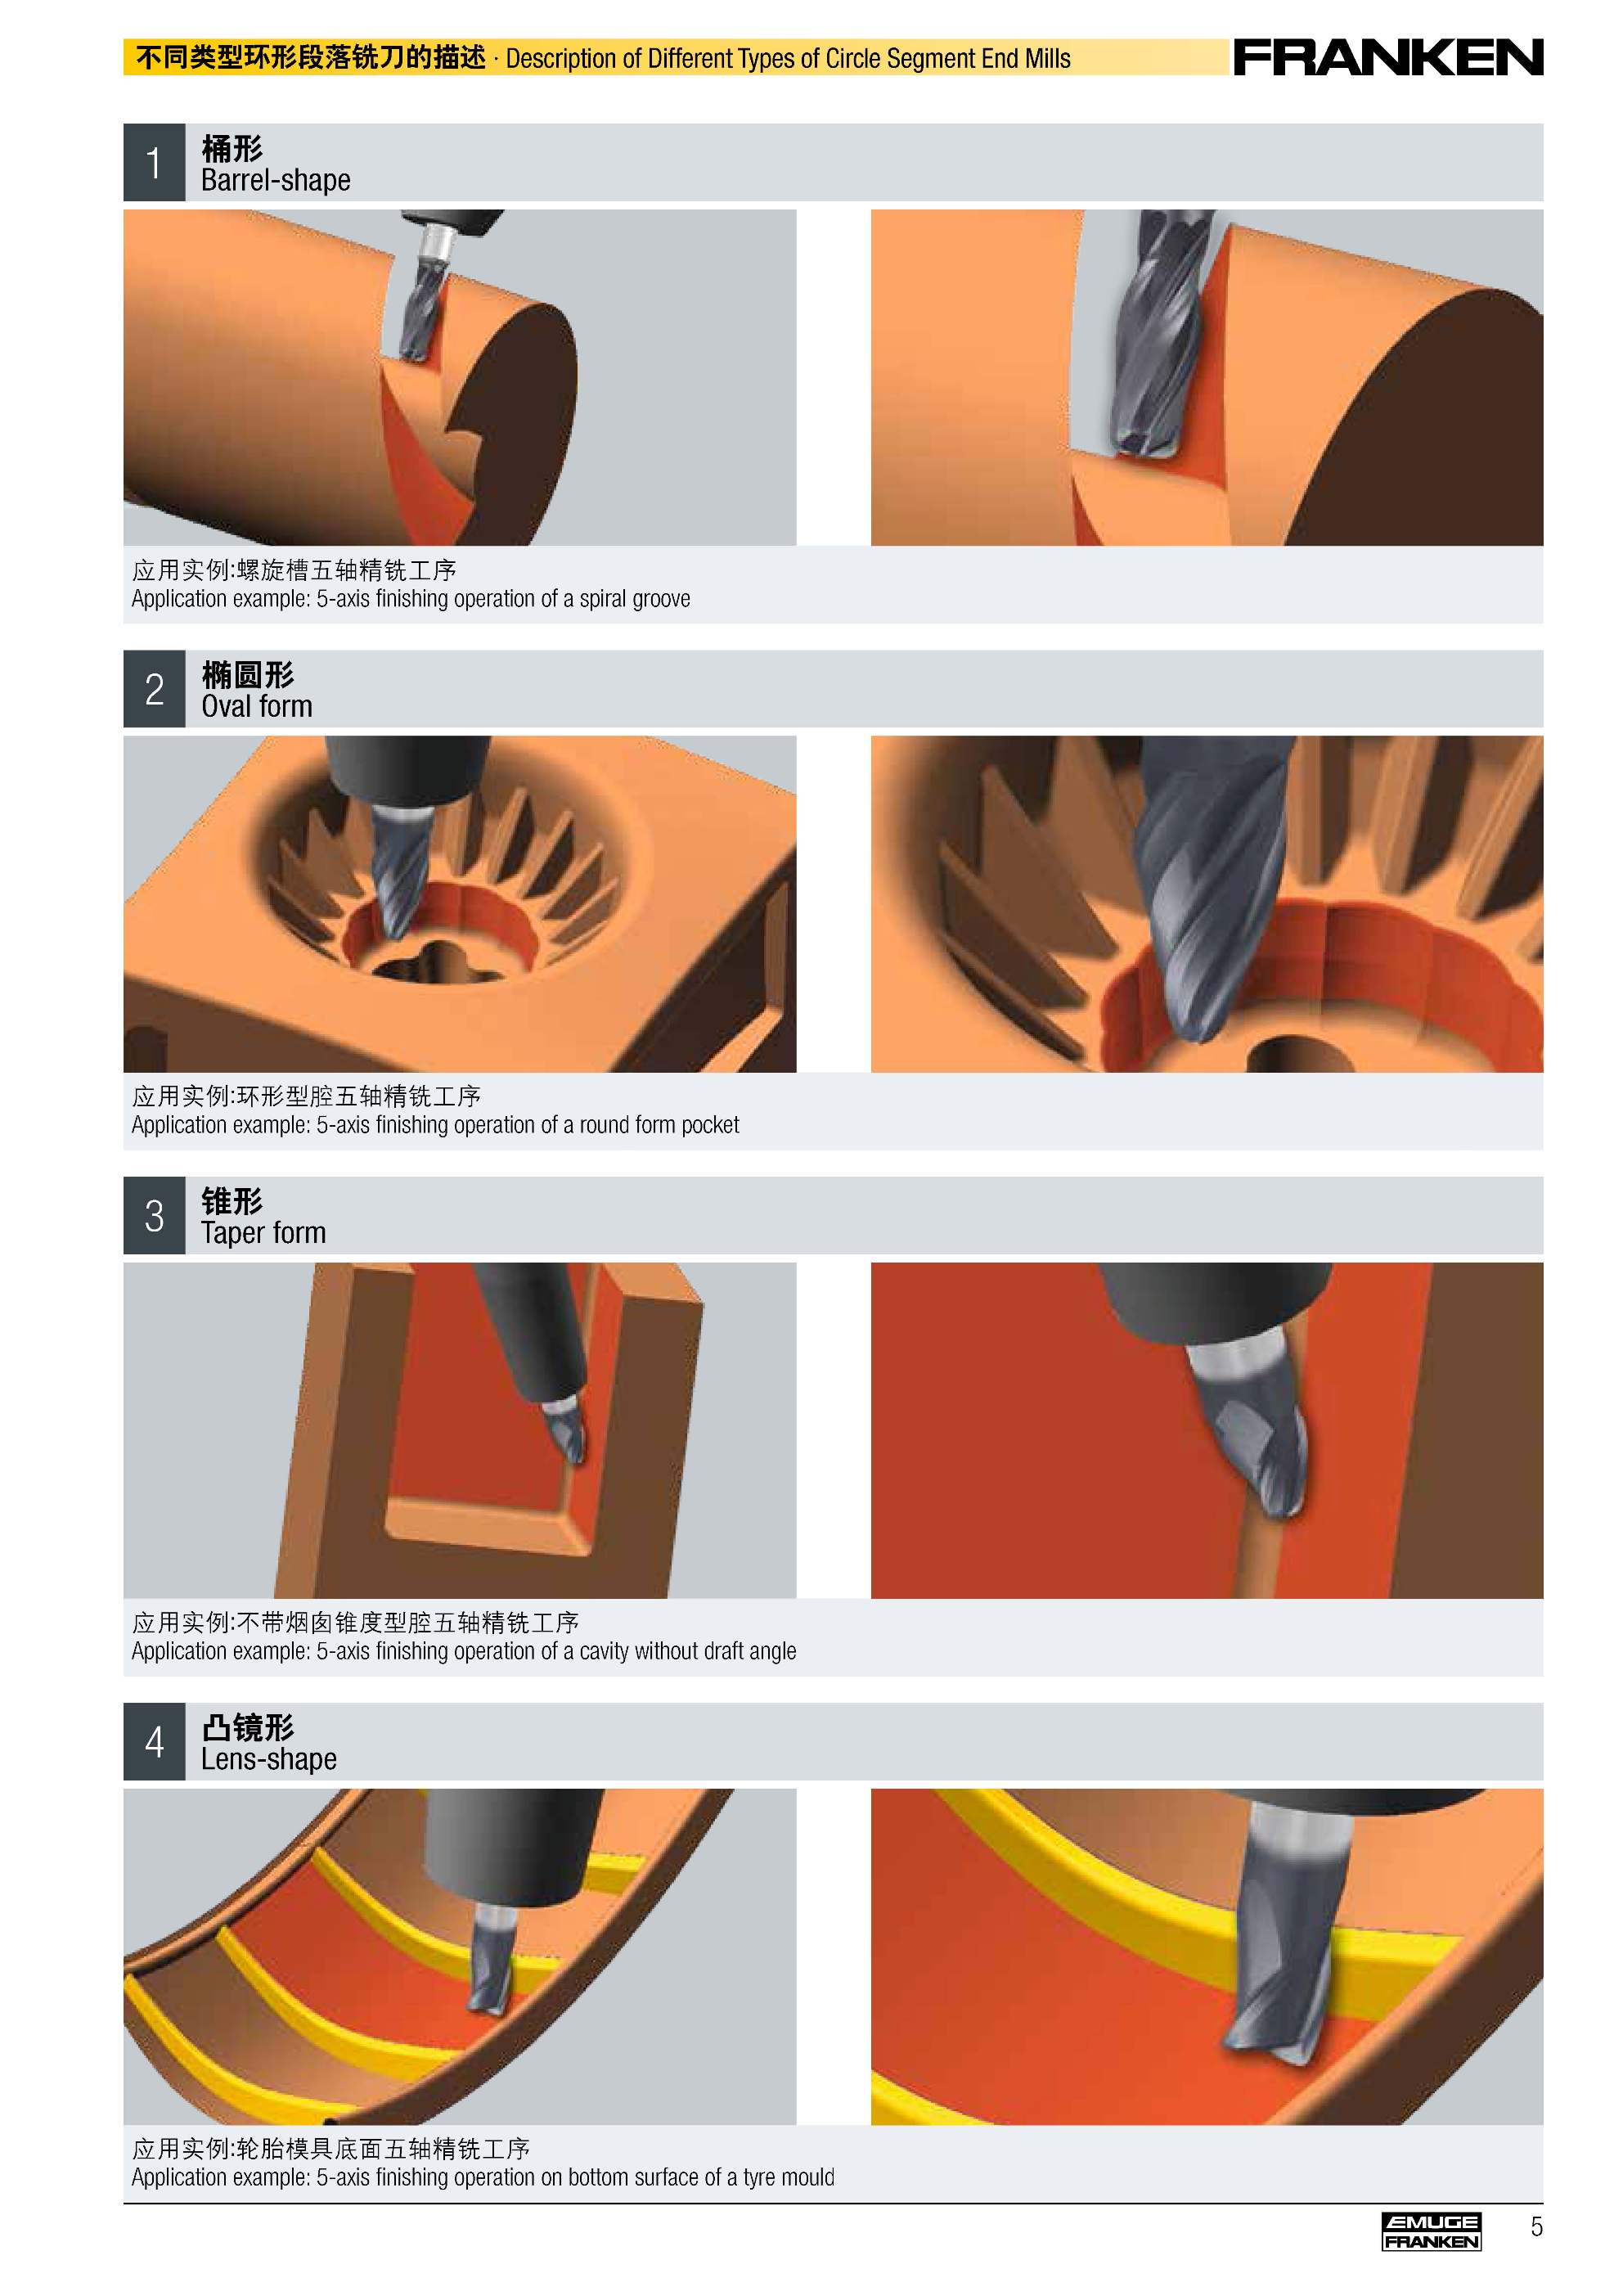 不同类型环形段落铣刀的描述 · Description of Different Types of Circle Segment End Mills
FRANKEN
1
桶形
Barrel-shape
应用实例:螺旋槽五轴精铣工序
Application example: 5-axis finishing operation of a spiral groove
2
椭圆形
Oval form
应用实例:环形型腔五轴精铣工序
Application example: 5-axis finishing operation of a round form pocket
3
锥形
Taper form
应用实例:不带烟囱锥度型腔五轴精铣工序
Application example: 5-axis finishing operation of a cavity without draft angle
4
凸镜形
Lens-shape
应用实例:轮胎模具底面五轴精铣工序
Application example: 5-axis finishing operation on bottom surface of a tyre mould
EMUGE
FRANKEN
5